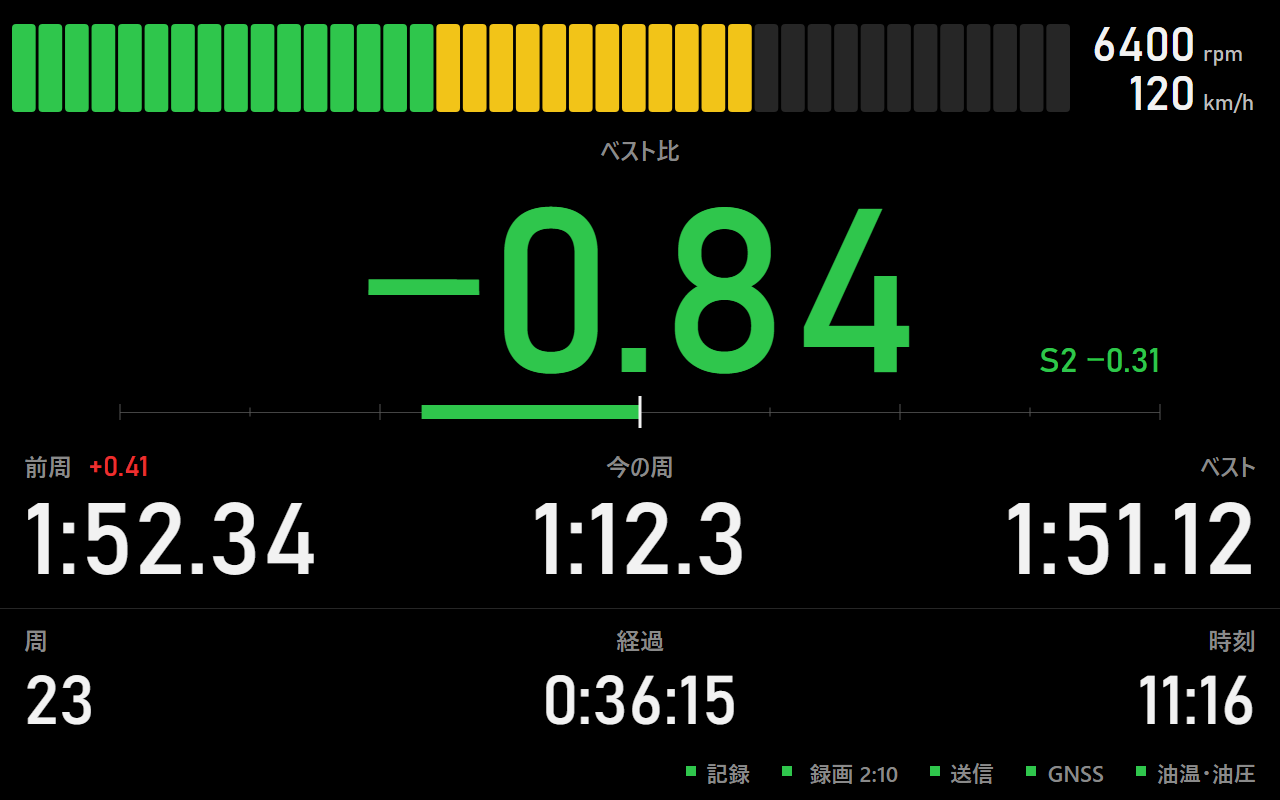 6400 rpm
120 km/h
ベスト比
−0.84
S2 −0.31
前周 +0.41 今の周 ベスト
1:52.34 1:12.3 1:51.12
周 経過 時刻
23 0:36:15 11:16
記録 録画 2:10 送信 GNSS 油温・油圧